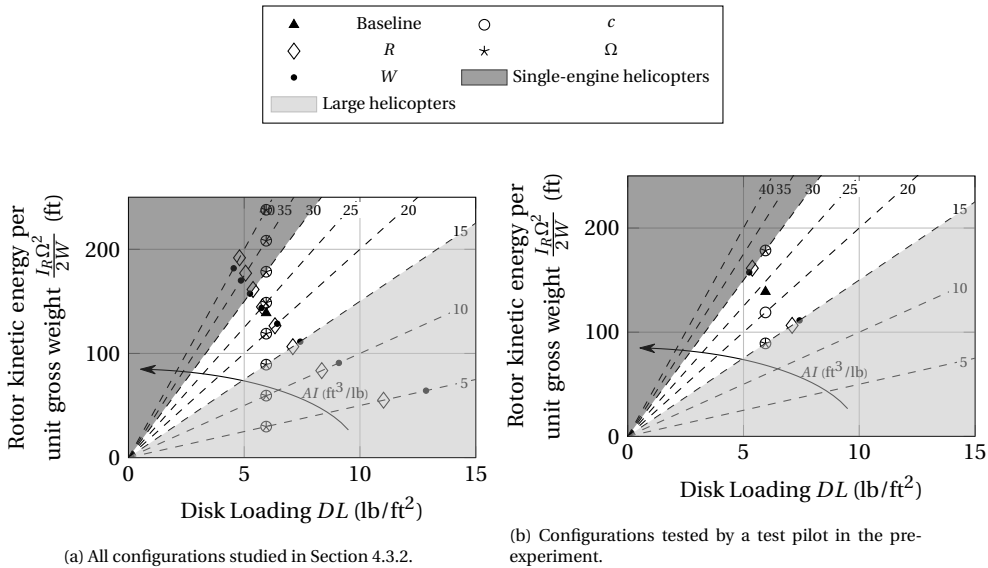 Baseline c
R Ω
W Single-engine helicopters
Large helicopters
Rotor kinetic energy per
unit gross weight I_RΩ²/2W (ft)
0
100
200
40 35 30 25 20
15
10
5
AI (ft³/lb)
0 5 10 15
Disk Loading DL (lb/ft²)
(a) All configurations studied in Section 4.3.2.
Rotor kinetic energy per
unit gross weight I_RΩ²/2W (ft)
0
100
200
40 35 30 25 20
15
10
5
AI (ft³/lb)
0 5 10 15
Disk Loading DL (lb/ft²)
(b) Configurations tested by a test pilot in the pre-
experiment.